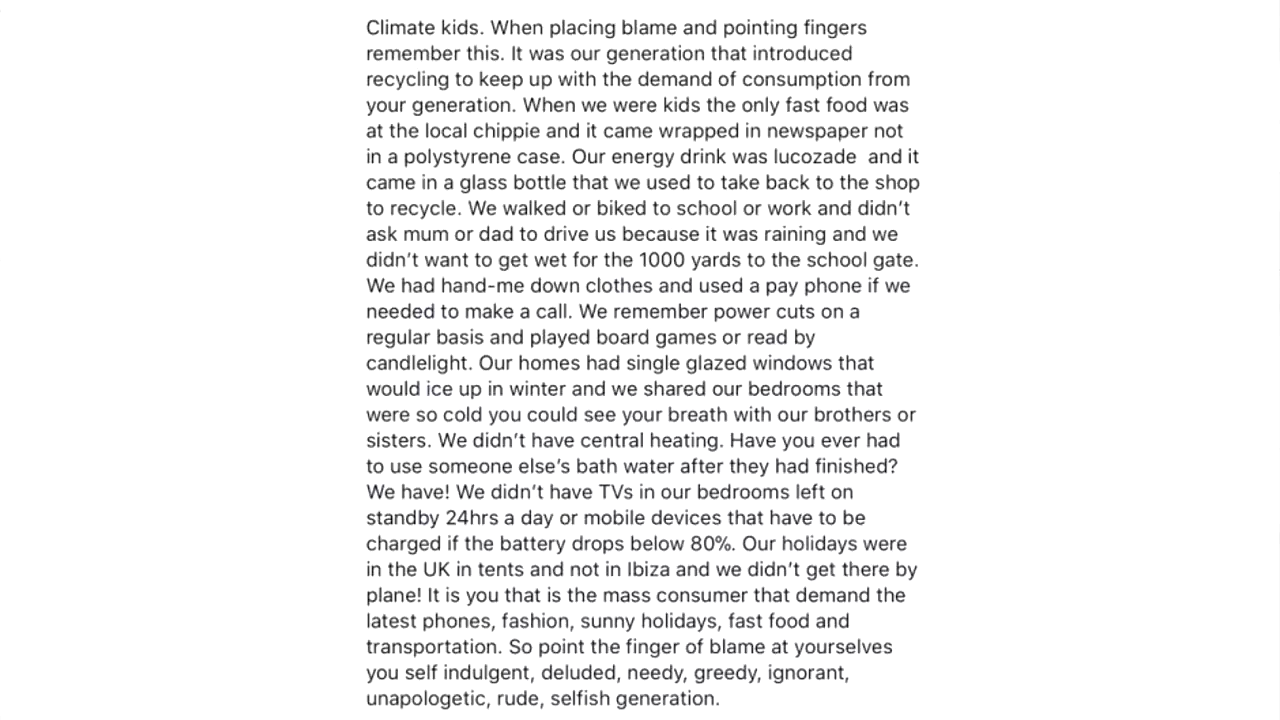 Climate kids. When placing blame and pointing fingers
remember this. It was our generation that introduced
recycling to keep up with the demand of consumption from
your generation. When we were kids the only fast food was
at the local chippie and it came wrapped in newspaper not
in a polystyrene case. Our energy drink was lucozade  and it
came in a glass bottle that we used to take back to the shop
to recycle. We walked or biked to school or work and didn’t
ask mum or dad to drive us because it was raining and we
didn’t want to get wet for the 1000 yards to the school gate.
We had hand-me down clothes and used a pay phone if we
needed to make a call. We remember power cuts on a
regular basis and played board games or read by
candlelight. Our homes had single glazed windows that
would ice up in winter and we shared our bedrooms that
were so cold you could see your breath with our brothers or
sisters. We didn’t have central heating. Have you ever had
to use someone else’s bath water after they had finished?
We have! We didn’t have TVs in our bedrooms left on
standby 24hrs a day or mobile devices that have to be
charged if the battery drops below 80%. Our holidays were
in the UK in tents and not in Ibiza and we didn’t get there by
plane! It is you that is the mass consumer that demand the
latest phones, fashion, sunny holidays, fast food and
transportation. So point the finger of blame at yourselves
you self indulgent, deluded, needy, greedy, ignorant,
unapologetic, rude, selfish generation.